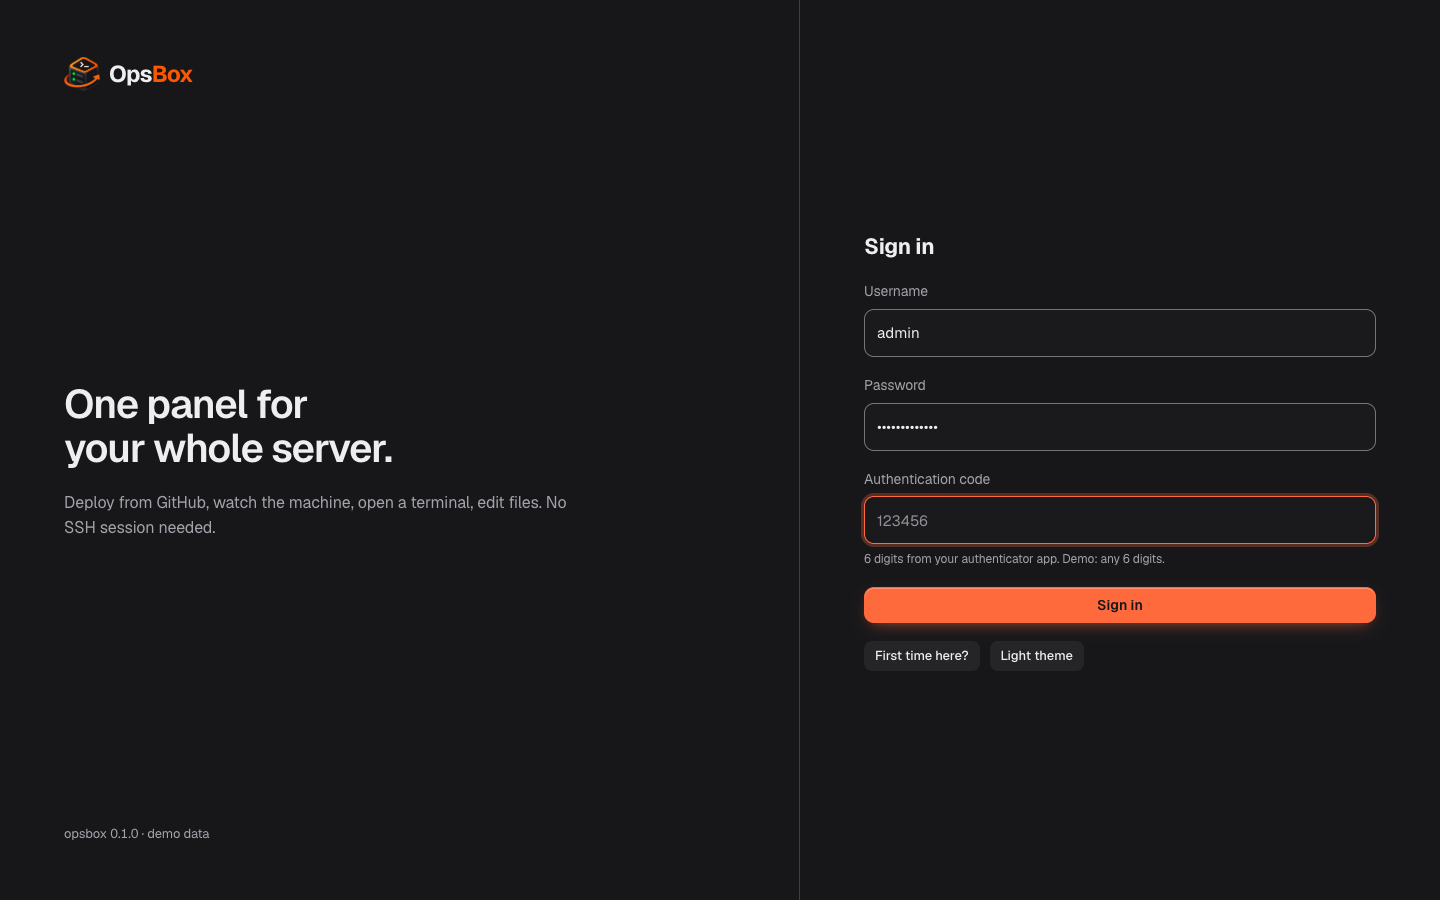 OpsBox
One panel for
your whole server.
Deploy from GitHub, watch the machine, open a terminal, edit files. No
SSH session needed.
opsbox 0.1.0 · demo data
Sign in
Username
admin
Password
•••••••••••••
Authentication code
123456
6 digits from your authenticator app. Demo: any 6 digits.
Sign in
First time here?
Light theme